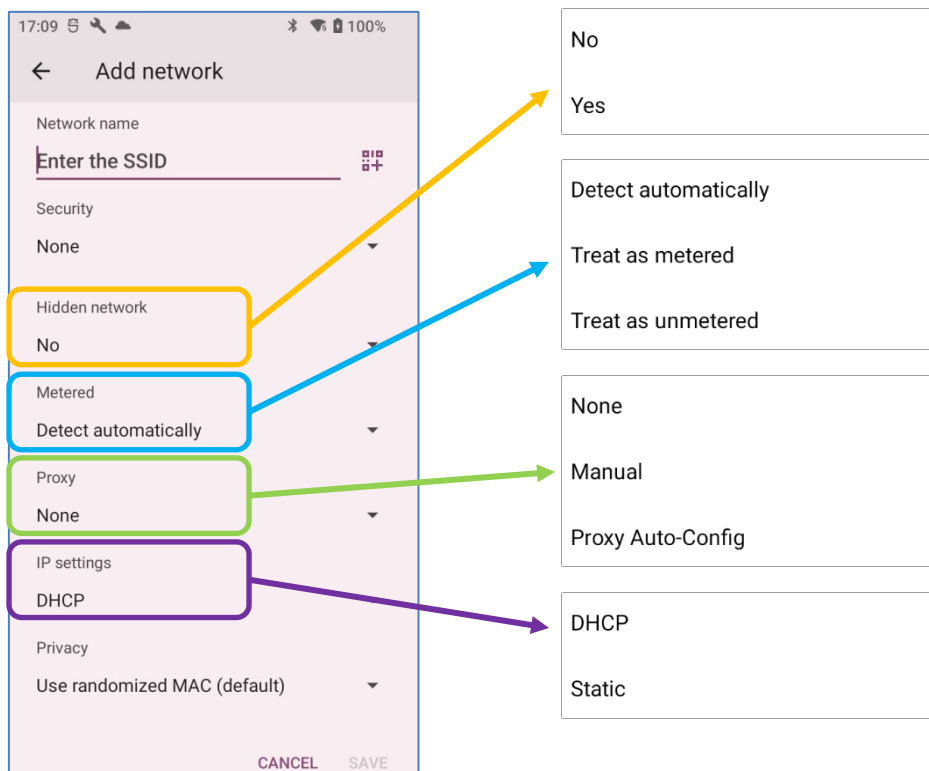 17:09 100%
Add network
Network name
Enter the SSID
Security
None
Hidden network
No
Metered
Detect automatically
Proxy
None
IP settings
DHCP
Privacy
Use randomized MAC (default)
CANCEL SAVE
No
Yes
Detect automatically
Treat as metered
Treat as unmetered
None
Manual
Proxy Auto-Config
DHCP
Static